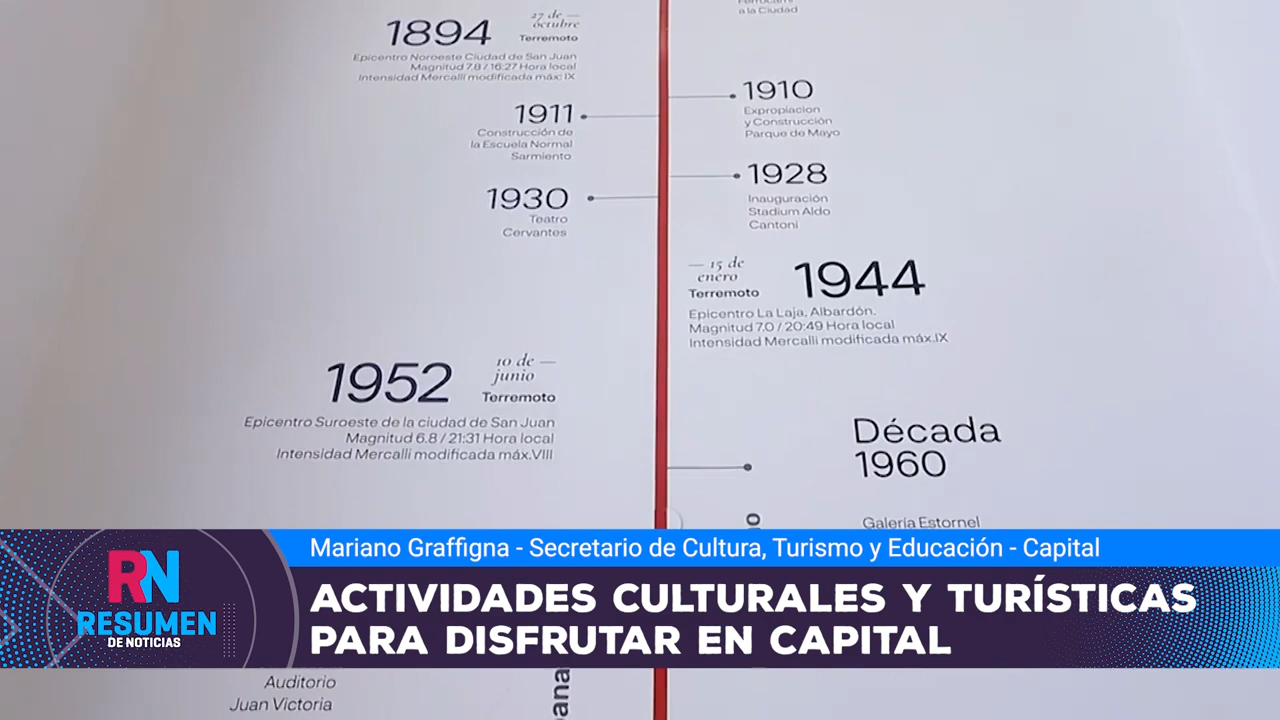 27 de —
octubre
1894
Terremoto
Epicentro Noroeste Ciudad de San Juan
Magnitud 7.8 / 16:27 Hora local
Intensidad Mercalli modificada máx: IX
a la Ciudad
1910
Expropiacion
y Construcción
Parque de Mayo
1911
Construcción de
la Escuela Normal
Sarmiento
1928
Inauguración
Stadium Aldo
Cantoni
1930
Teatro
Cervantes
— 15 de
enero
Terremoto
1944
Epicentro La Laja, Albardón.
Magnitud 7.0 / 20:49 Hora local
Intensidad Mercalli modificada máx.IX
10 de —
junio
1952
Terremoto
Epicentro Suroeste de la ciudad de San Juan
Magnitud 6.8 / 21:31 Hora local
Intensidad Mercalli modificada máx.VIII
Década
1960
Galería Estornel
Mariano Graffigna - Secretario de Cultura, Turismo y Educación - Capital
RN
RESUMEN
DE NOTICIAS
ACTIVIDADES CULTURALES Y TURÍSTICAS
PARA DISFRUTAR EN CAPITAL
Auditorio
Juan Victoria